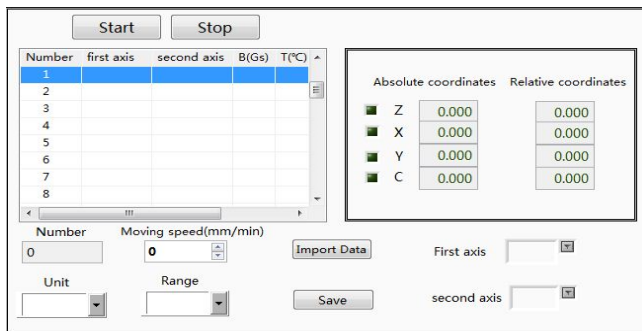 Start Stop
Number first axis second axis B(Gs) T(℃)
1
2
3
4
5
6
7
8
Absolute coordinates Relative coordinates
Z 0.000 0.000
X 0.000 0.000
Y 0.000 0.000
C 0.000 0.000
Number Moving speed(mm/min)
0 0 Import Data First axis
Unit Range
Save second axis